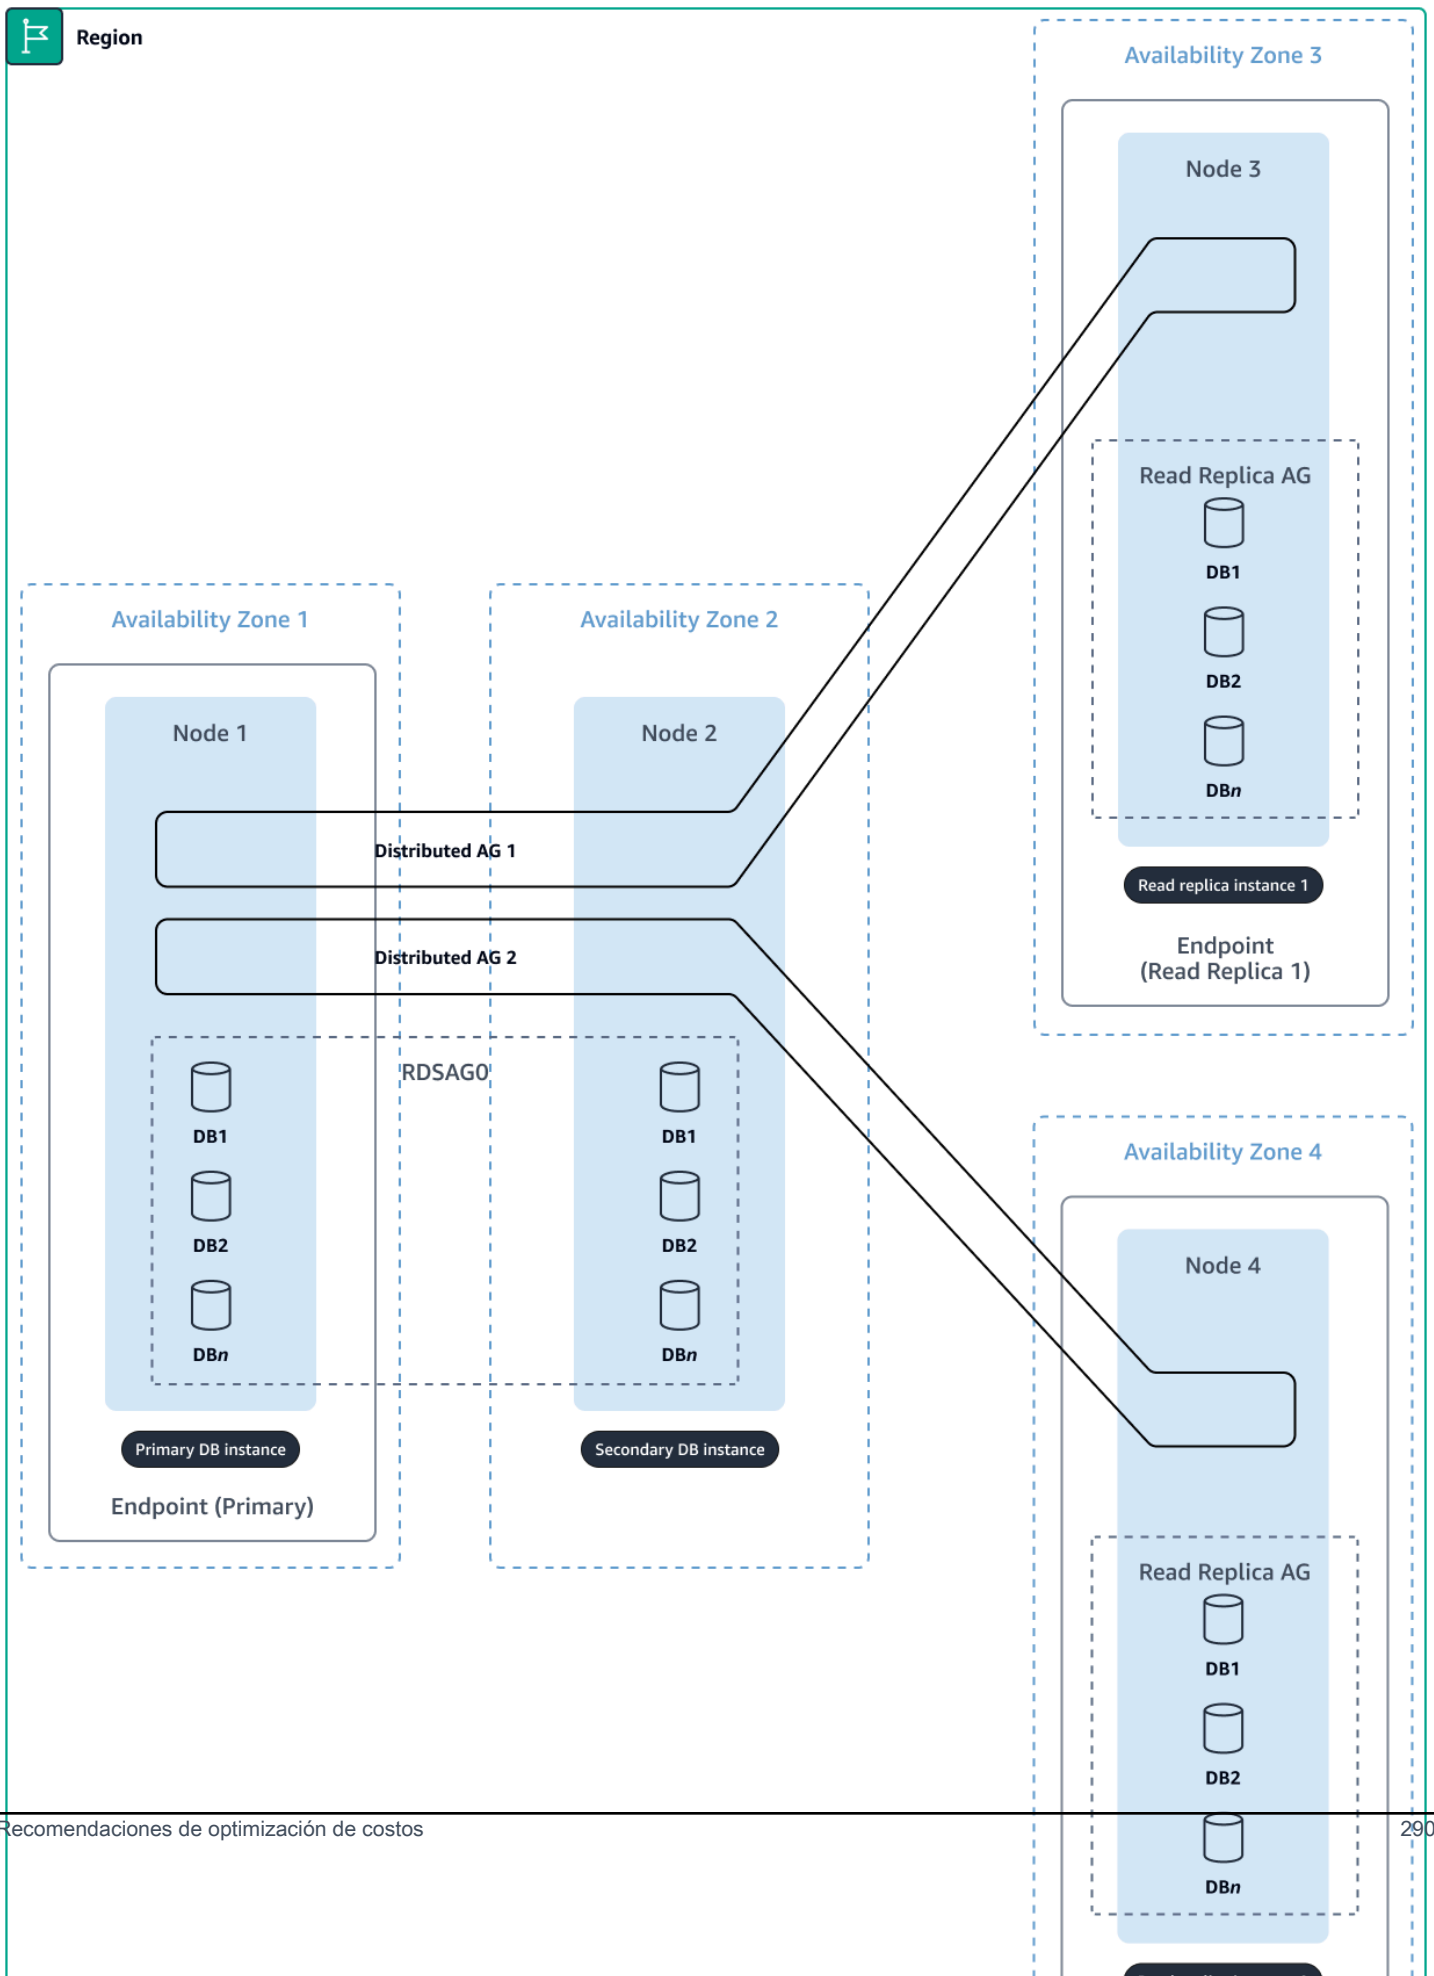 Region
Availability Zone 3
Node 3
Read Replica AG
DB1
DB2
DBn
Read replica instance 1
Endpoint
(Read Replica 1)
Availability Zone 1
Node 1
Availability Zone 2
Node 2
Distributed AG 1
Distributed AG 2
RDSAG0
DB1
DB2
DBn
Primary DB instance
Endpoint (Primary)
DB1
DB2
DBn
Secondary DB instance
Availability Zone 4
Node 4
Read Replica AG
DB1
DB2
DBn
Recomendaciones de optimización de costos
290